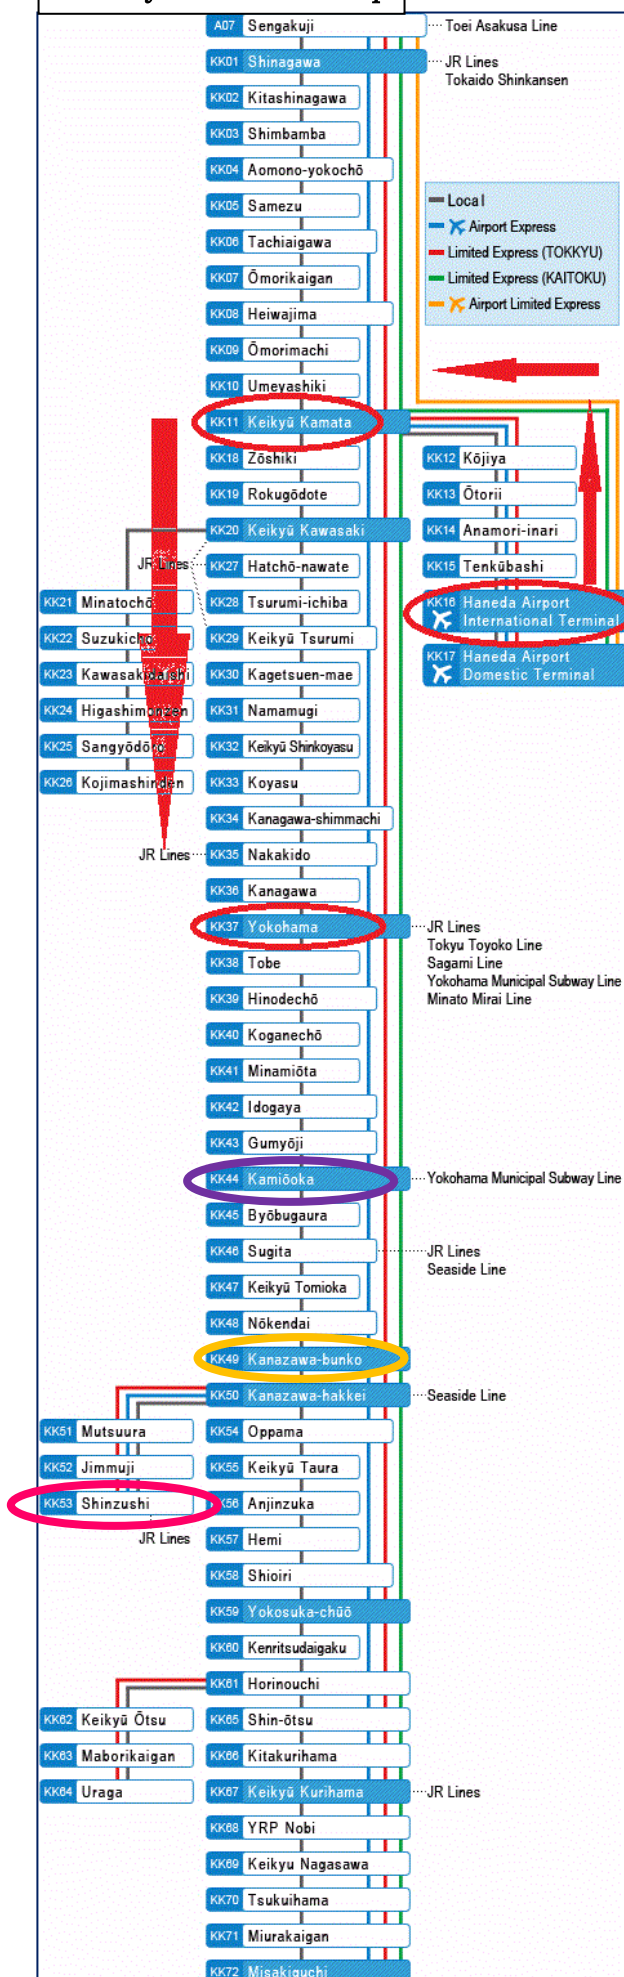 A07 Sengakuji
Toei Asakusa Line
KK01 Shinagawa
JR Lines
Tokaido Shinkansen
KK02 Kitashinagawa
KK03 Shimbamba
KK04 Aomono-yokochō
KK05 Samezu
KK06 Tachiaigawa
KK07 Ōmorikaigan
KK08 Heiwajima
KK09 Ōmorimachi
KK10 Umeyashiki
Local
Airport Express
Limited Express (TOKKYU)
Limited Express (KAITOKU)
Airport Limited Express
KK11 Keikyū Kamata
KK18 Zōshiki
KK19 Rokugōdote
KK20 Keikyū Kawasaki
KK12 Kōjiya
KK13 Ōtorii
KK14 Anamori-inari
KK15 Tenkūbashi
KK16 Haneda Airport
International Terminal
KK17 Haneda Airport
Domestic Terminal
JR Lines
KK27 Hatchō-nawate
KK28 Tsurumi-ichiba
KK29 Keikyū Tsurumi
KK30 Kagetsuen-mae
KK31 Namamugi
KK32 Keikyū Shinkoyasu
KK33 Koyasu
KK34 Kanagawa-shimmachi
KK21 Minatochō
KK22 Suzukichō
KK23 Kawasakidaishi
KK24 Higashimonzen
KK25 Sangyōdōro
KK26 Kojimashinden
JR Lines
KK35 Nakakido
KK36 Kanagawa
KK37 Yokohama
JR Lines
Tokyu Toyoko Line
Sagami Line
Yokohama Municipal Subway Line
Minato Mirai Line
KK38 Tobe
KK39 Hinodechō
KK40 Koganechō
KK41 Minamiōta
KK42 Idogaya
KK43 Gumyōji
KK44 Kamiōoka
Yokohama Municipal Subway Line
KK45 Byōbugaura
KK46 Sugita
JR Lines
Seaside Line
KK47 Keikyū Tomioka
KK48 Nōkendai
KK49 Kanazawa-bunko
KK50 Kanazawa-hakkei
Seaside Line
KK51 Mutsuura
KK52 Jimmuji
KK53 Shinzushi
JR Lines
KK54 Oppama
KK55 Keikyū Taura
KK56 Anjinzuka
KK57 Hemi
KK58 Shioiri
KK59 Yokosuka-chūō
KK60 Kenritsudaigaku
KK61 Horinouchi
KK62 Keikyū Ōtsu
KK63 Maborikaigan
KK64 Uraga
KK65 Shin-ōtsu
KK66 Kitakurihama
KK67 Keikyū Kurihama
JR Lines
KK68 YRP Nobi
KK69 Keikyu Nagasawa
KK70 Tsukuihama
KK71 Miurakaigan
KK72 Misakiguchi